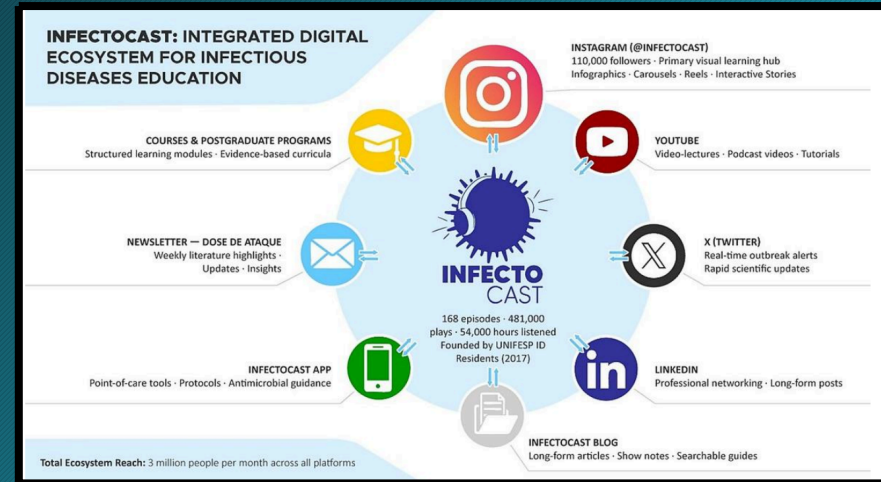 INFECTOCAST: INTEGRATED DIGITAL
ECOSYSTEM FOR INFECTIOUS
DISEASES EDUCATION
INSTAGRAM (@INFECTOCAST)
110,000 followers · Primary visual learning hub
Infographics · Carousels · Reels · Interactive Stories
COURSES & POSTGRADUATE PROGRAMS
Structured learning modules · Evidence-based curricula
YOUTUBE
Video-lectures · Podcast videos · Tutorials
NEWSLETTER — DOSE DE ATAQUE
Weekly literature highlights ·
Updates · Insights
X (TWITTER)
Real-time outbreak alerts
Rapid scientific updates
INFECTO
CAST
168 episodes · 481,000
plays · 54,000 hours listened
Founded by UNIFESP ID
Residents (2017)
INFECTOCAST APP
Point-of-care tools · Protocols · Antimicrobial guidance
in
LINKEDIN
Professional networking · Long-form posts
INFECTOCAST BLOG
Long-form articles · Show notes · Searchable guides
Total Ecosystem Reach: 3 million people per month across all platforms